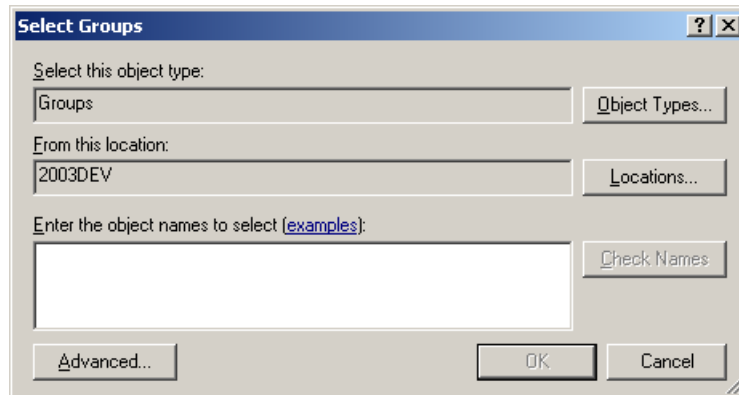 Select Groups
Select this object type:
Groups
Object Types...
From this location:
2003DEV
Locations...
Enter the object names to select (examples):
Check Names
Advanced...
OK
Cancel